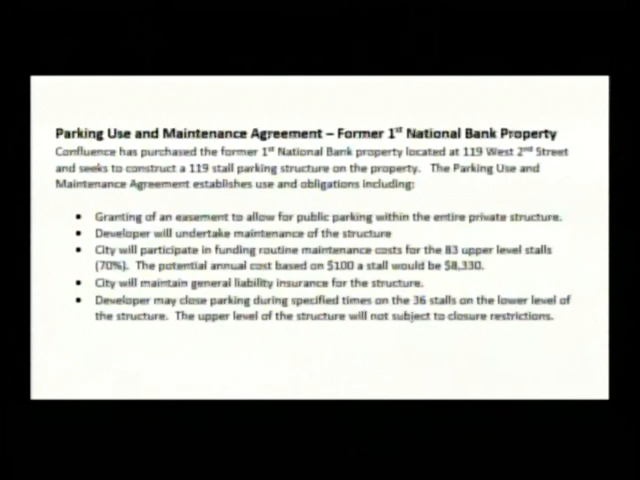 Parking Use and Maintenance Agreement – Former 1st National Bank Property
Confluence has purchased the former 1st National Bank property located at 119 West 2nd Street
and seeks to construct a 119 stall parking structure on the property. The Parking Use and
Maintenance Agreement establishes use and obligations including:
• Granting of an easement to allow for public parking within the entire private structure.
• Developer will undertake maintenance of the structure
• City will participate in funding routine maintenance costs for the 83 upper level stalls
(70%). The potential annual cost based on $100 a stall would be $8,330.
• City will maintain general liability insurance for the structure.
• Developer may close parking during specified times on the 36 stalls on the lower level of
the structure. The upper level of the structure will not subject to closure restrictions.